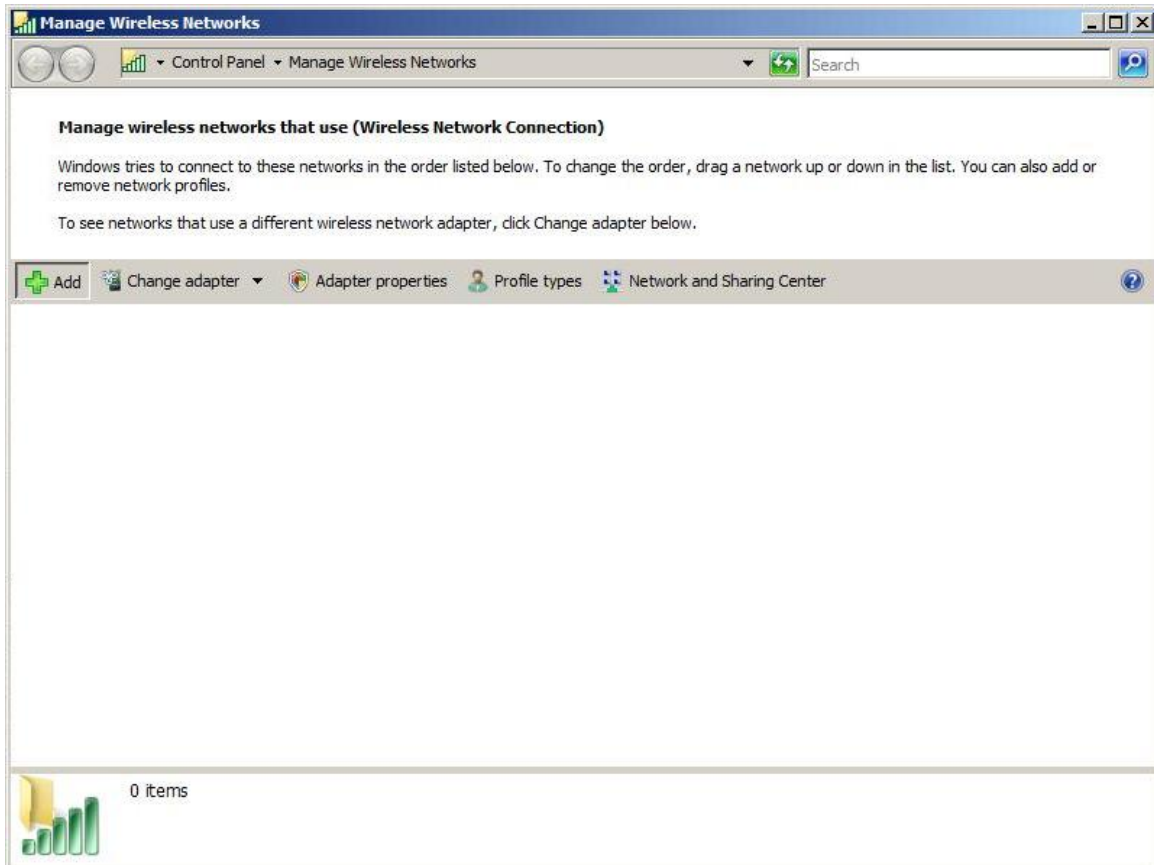 Manage Wireless Networks
Control Panel Manage Wireless Networks Search
Manage wireless networks that use (Wireless Network Connection)
Windows tries to connect to these networks in the order listed below. To change the order, drag a network up or down in the list. You can also add or
remove network profiles.
To see networks that use a different wireless network adapter, click Change adapter below.
Add Change adapter Adapter properties Profile types Network and Sharing Center
0 items